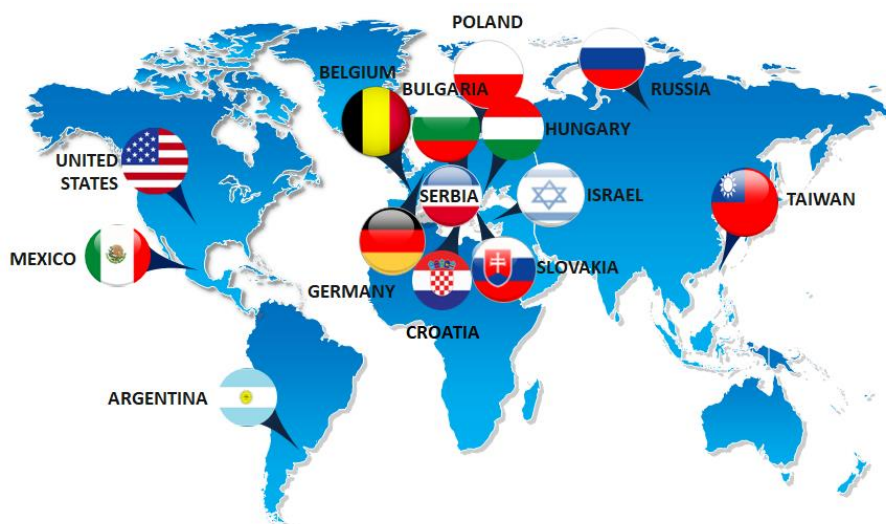 POLAND
BELGIUM
BULGARIA
RUSSIA
HUNGARY
UNITED
STATES
SERBIA
ISRAEL
TAIWAN
MEXICO
SLOVAKIA
GERMANY
CROATIA
ARGENTINA